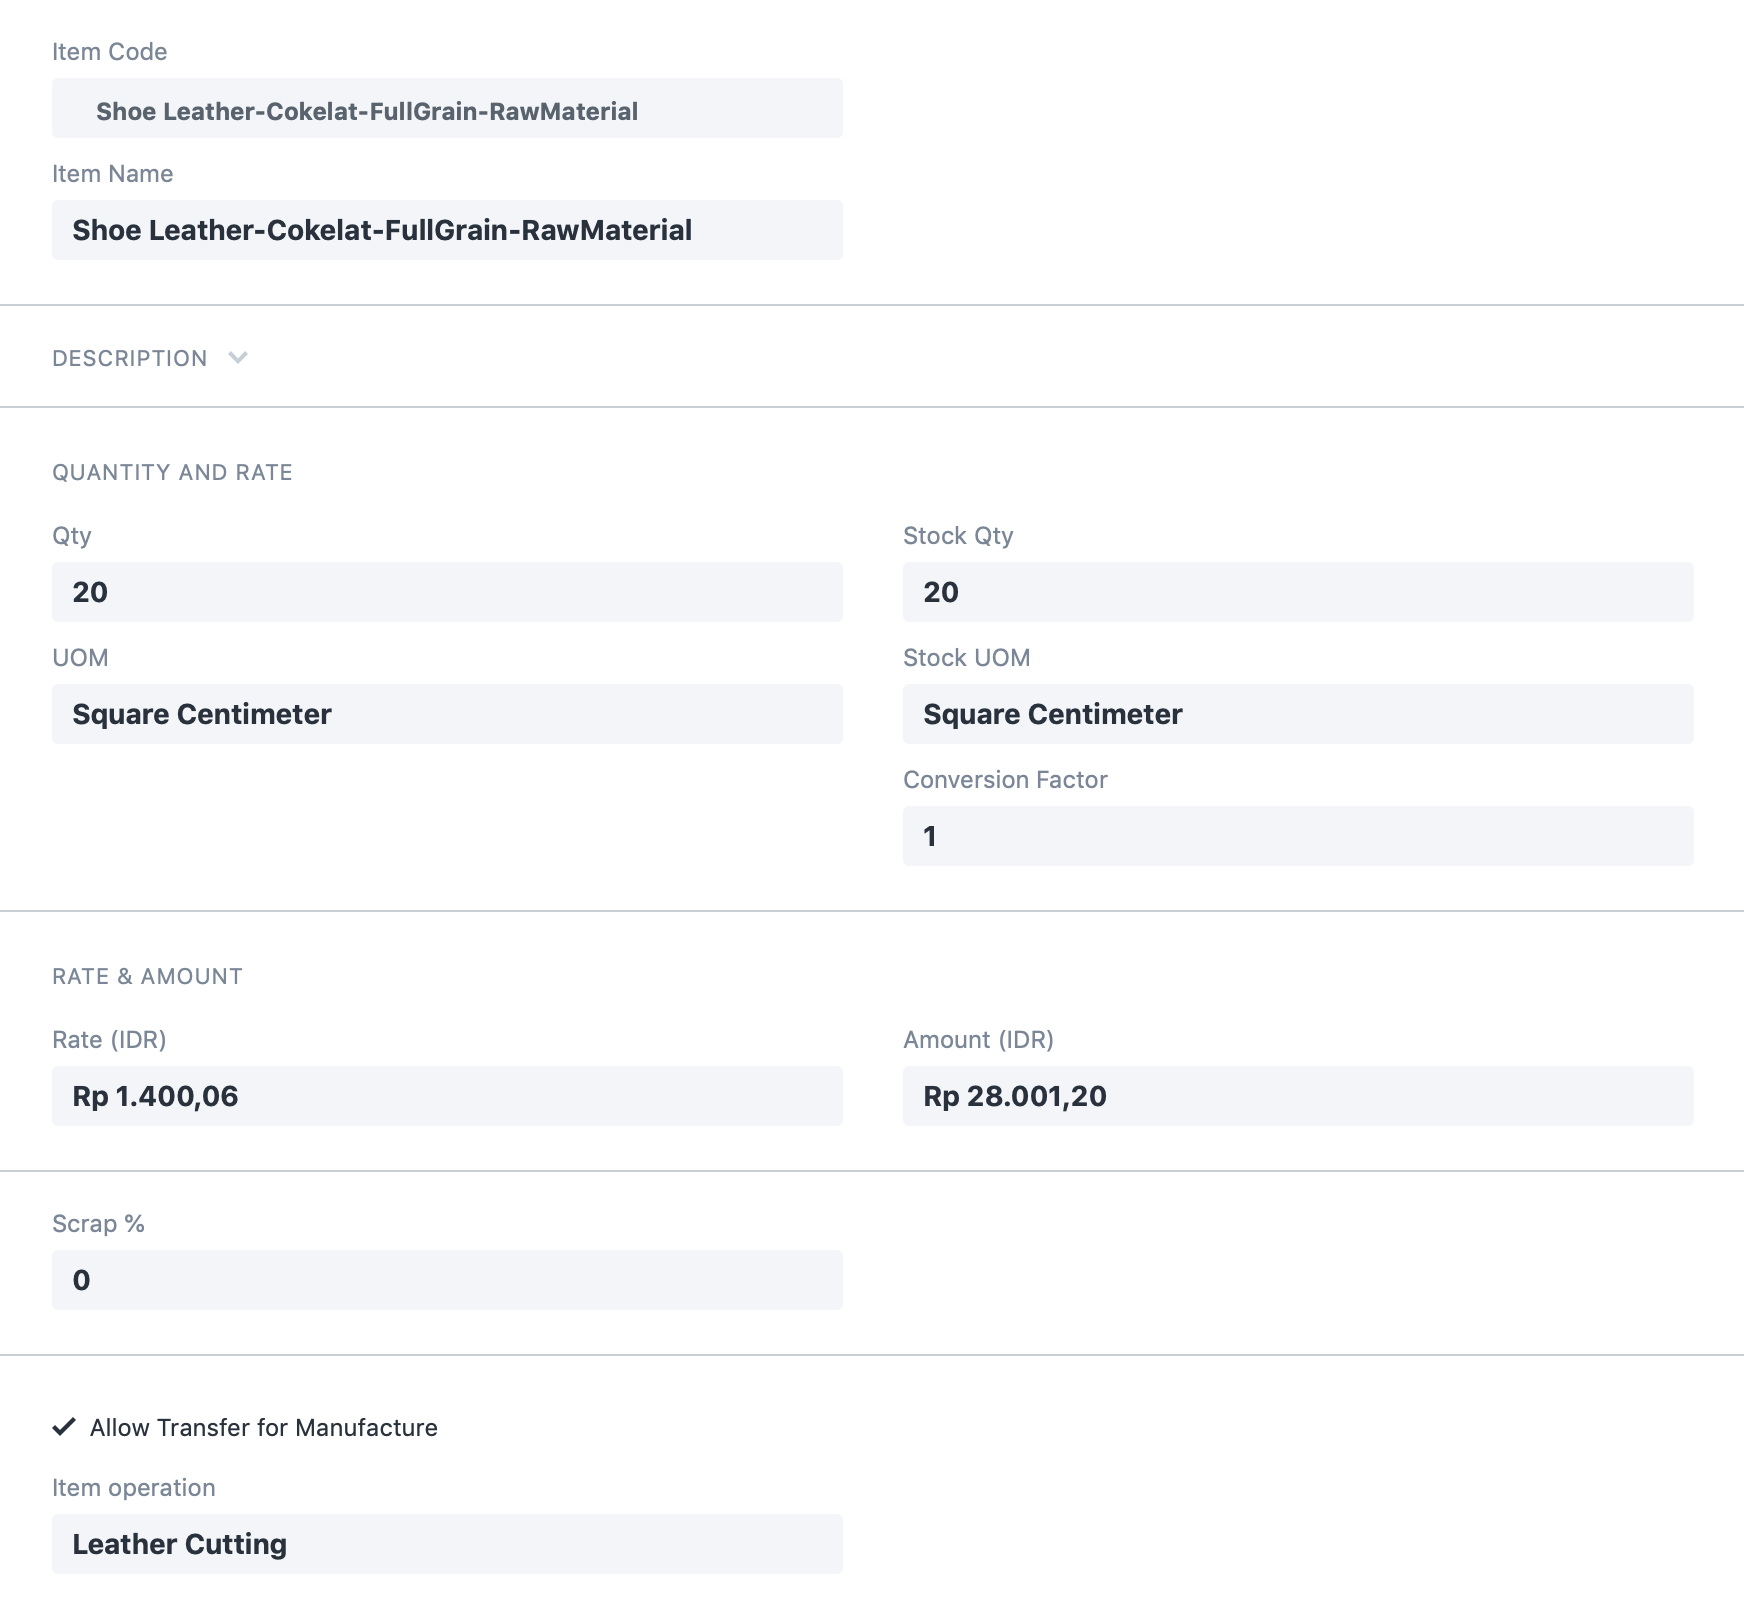 Item Code
Shoe Leather-Cokelat-FullGrain-RawMaterial
Item Name
Shoe Leather-Cokelat-FullGrain-RawMaterial
DESCRIPTION
QUANTITY AND RATE
Qty
20
UOM
Square Centimeter
Stock Qty
20
Stock UOM
Square Centimeter
Conversion Factor
1
RATE & AMOUNT
Rate (IDR)
Rp 1.400,06
Amount (IDR)
Rp 28.001,20
Scrap %
0
Allow Transfer for Manufacture
Item operation
Leather Cutting